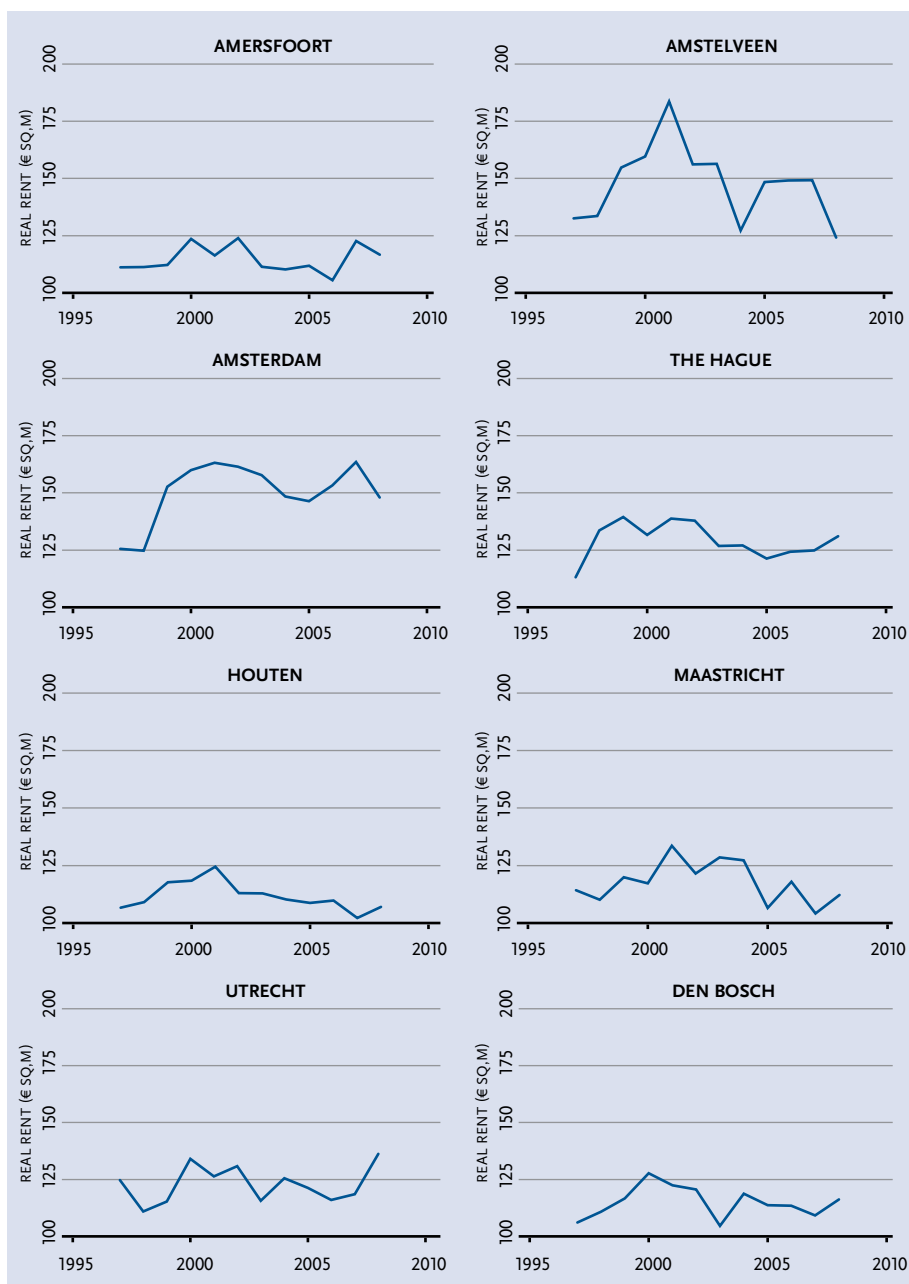 AMERSFOORT
REAL RENT (€ SQ,M)
200
175
150
125
100
1995 2000 2005 2010
AMSTELVEEN
REAL RENT (€ SQ,M)
200
175
150
125
100
1995 2000 2005 2010
AMSTERDAM
REAL RENT (€ SQ,M)
200
175
150
125
100
1995 2000 2005 2010
THE HAGUE
REAL RENT (€ SQ,M)
200
175
150
125
100
1995 2000 2005 2010
HOUTEN
REAL RENT (€ SQ,M)
200
175
150
125
100
1995 2000 2005 2010
MAASTRICHT
REAL RENT (€ SQ,M)
200
175
150
125
100
1995 2000 2005 2010
UTRECHT
REAL RENT (€ SQ,M)
200
175
150
125
100
1995 2000 2005 2010
DEN BOSCH
REAL RENT (€ SQ,M)
200
175
150
125
100
1995 2000 2005 2010